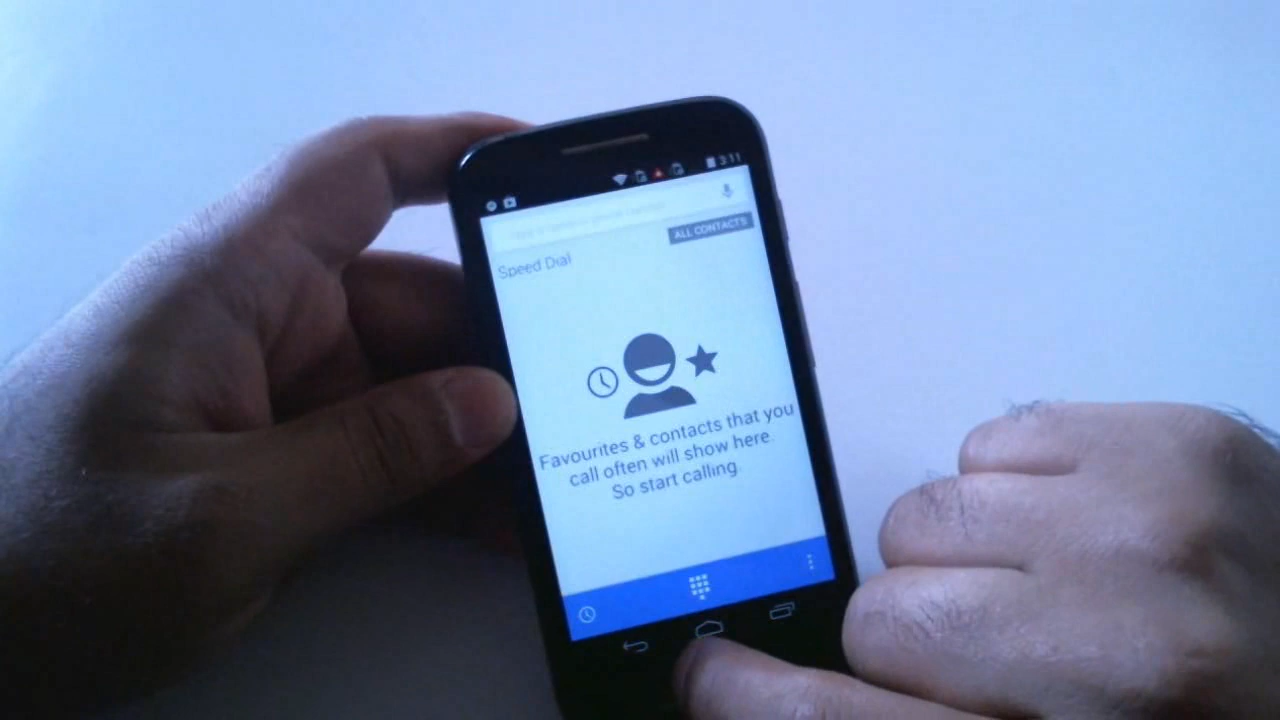 3:11
ALL CONTACTS
Speed Dial
Favourites & contacts that you
call often will show here.
So start calling.